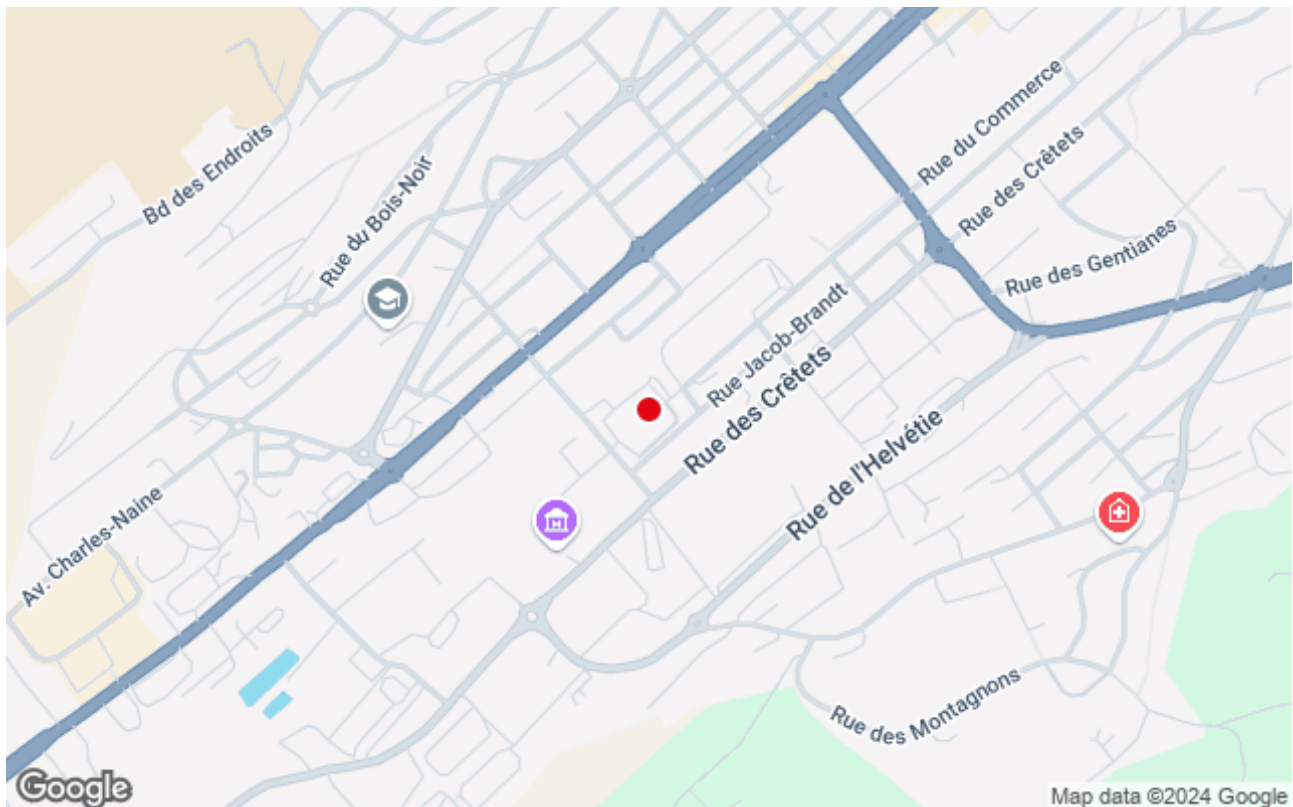 Rue du Commerce
Bd des Endroits
Rue du Bois-Noir
Rue des Crêtets
Rue des Gentianes
Rue Jacob-Brandt
Rue des Crêtets
Rue de l'Helvétie
Av. Charles-Naine
Rue des Montagnons
Google
Map data ©2024 Google